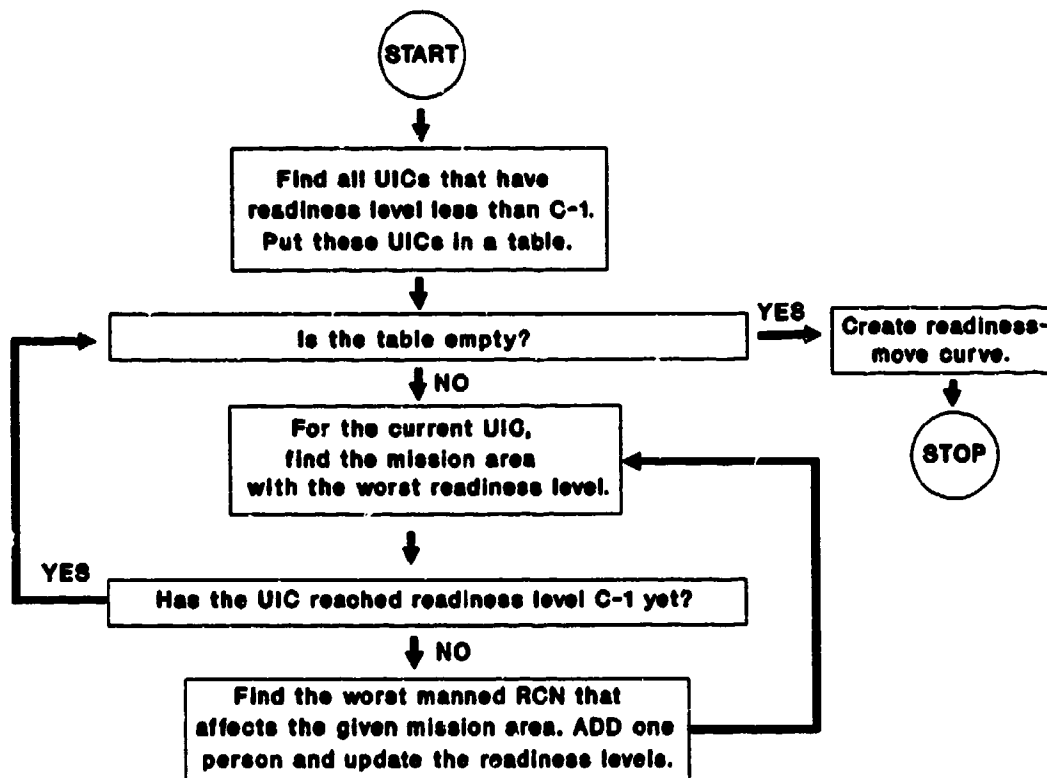 START
Find all UICs that have
readiness level less than C-1.
Put these UICs in a table.
Is the table empty?
YES
Create readiness-
move curve.
STOP
NO
For the current UIC,
find the mission area
with the worst readiness level.
YES
Has the UIC reached readiness level C-1 yet?
NO
Find the worst manned RCN that
affects the given mission area. ADD one
person and update the readiness levels.